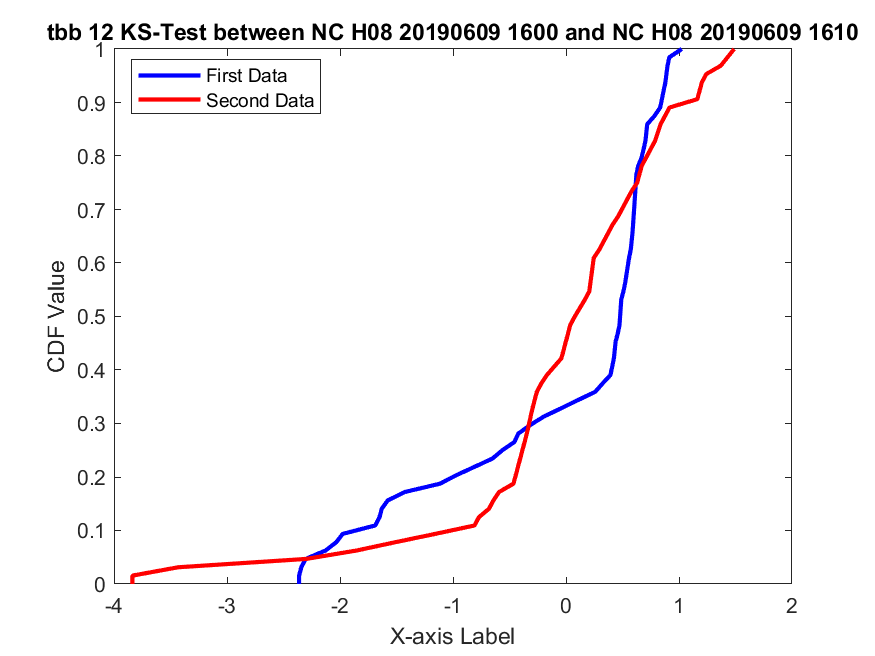 tbb 12 KS-Test between NC H08 20190609 1600 and NC H08 20190609 1610
First Data
Second Data
1
0.9
0.8
0.7
0.6
0.5
0.4
0.3
0.2
0.1
0
CDF Value
-4 -3 -2 -1 0 1 2
X-axis Label